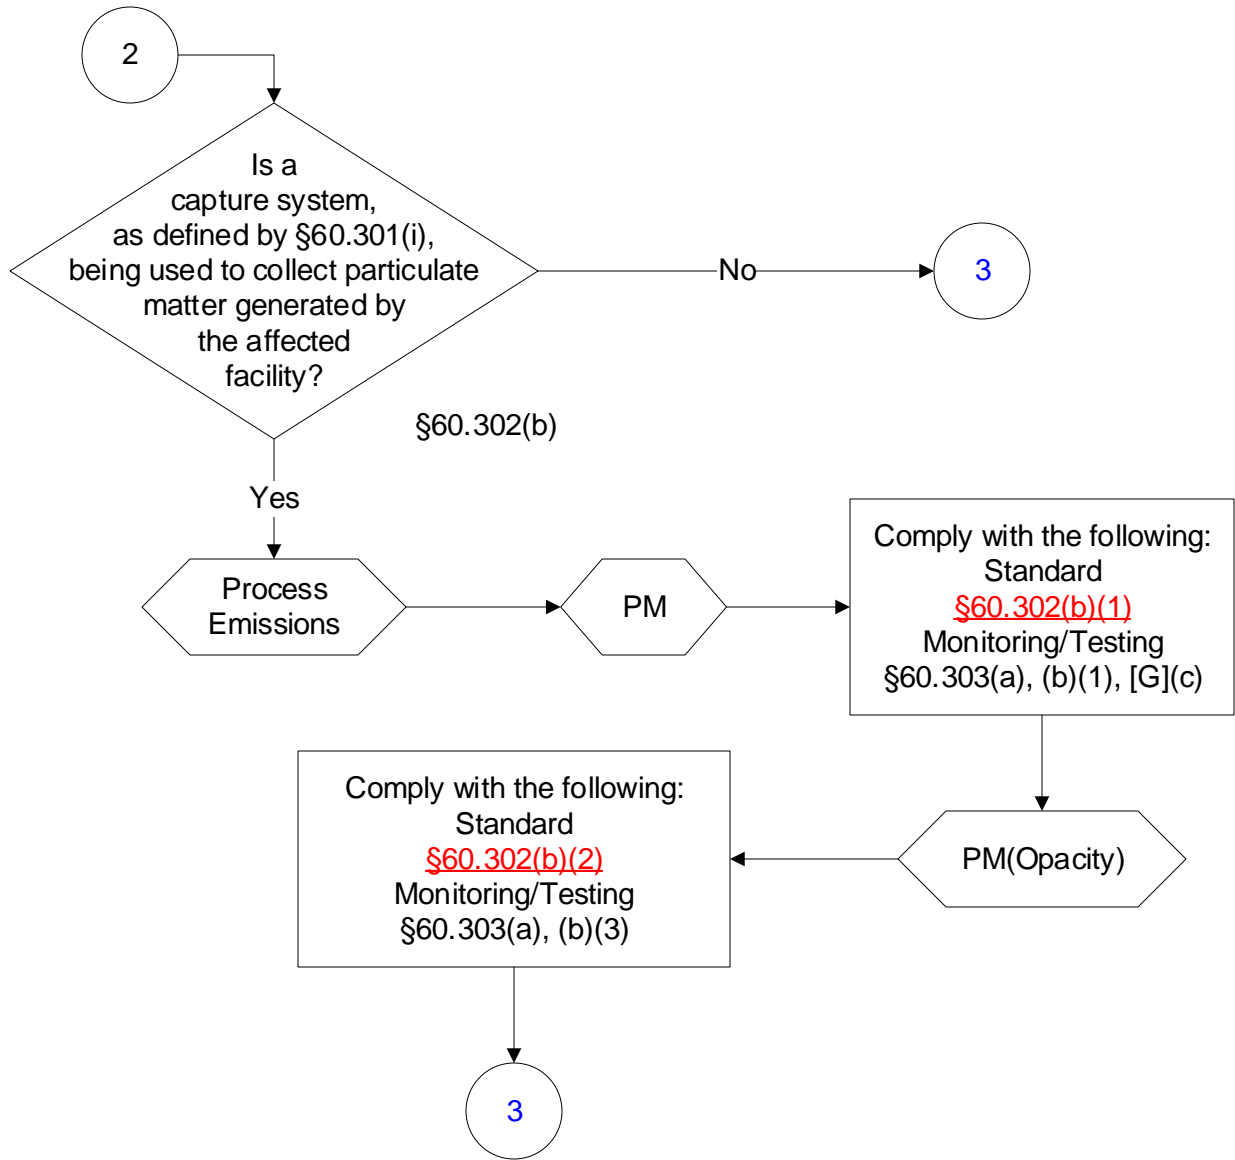 2
Is a
capture system,
as defined by §60.301(i),
being used to collect particulate
matter generated by
the affected
facility?
No
3
§60.302(b)
Yes
Process
Emissions
PM
Comply with the following:
Standard
§60.302(b)(1)
Monitoring/Testing
§60.303(a), (b)(1), [G](c)
PM(Opacity)
Comply with the following:
Standard
§60.302(b)(2)
Monitoring/Testing
§60.303(a), (b)(3)
3